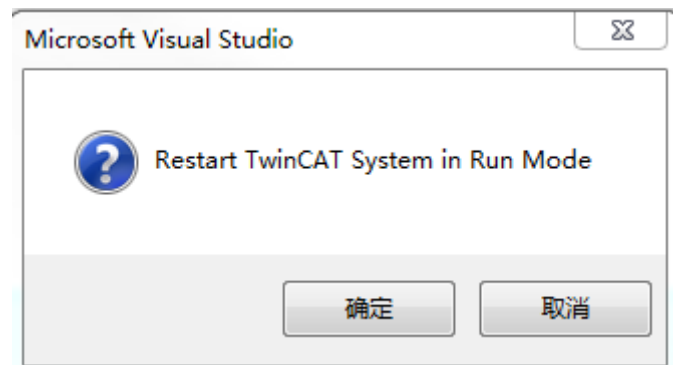 Microsoft Visual Studio
Restart TwinCAT System in Run Mode
确定
取消